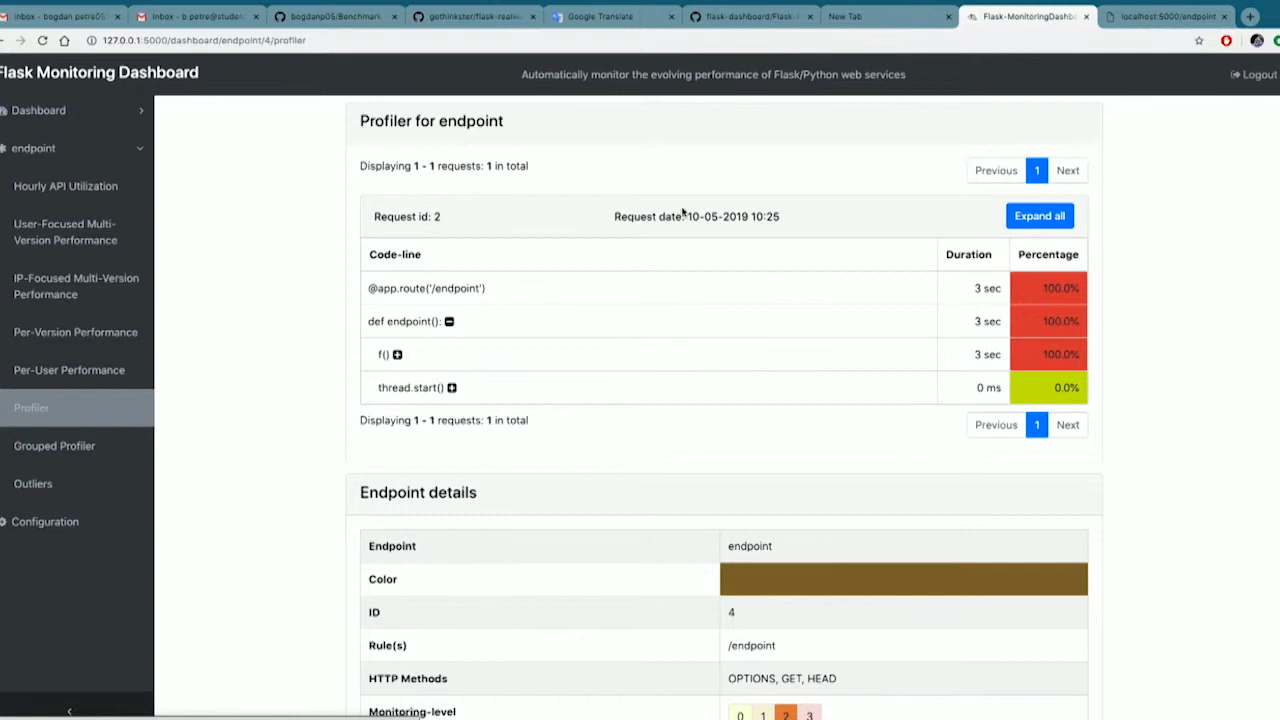 inbox - bogdan.petre05
Inbox - b.petre@studen
bogdanp05/Benchmark
gothinkster/flask-realw
Google Translate
flask-dashboard/Flask-
New Tab
Flask-MonitoringDashb
localhost:5000/endpoint
127.0.0.1:5000/dashboard/endpoint/4/profiler
Flask Monitoring Dashboard
Automatically monitor the evolving performance of Flask/Python web services
Logout
Dashboard
endpoint
Hourly API Utilization
User-Focused Multi-
Version Performance
IP-Focused Multi-Version
Performance
Per-Version Performance
Per-User Performance
Profiler
Grouped Profiler
Outliers
Configuration
Profiler for endpoint
Displaying 1 - 1 requests: 1 in total
Previous 1 Next
Request id: 2 Request date: 10-05-2019 10:25 Expand all
Code-line Duration Percentage
@app.route('/endpoint') 3 sec 100.0%
def endpoint(): 3 sec 100.0%
f() 3 sec 100.0%
thread.start() 0 ms 0.0%
Displaying 1 - 1 requests: 1 in total
Previous 1 Next
Endpoint details
Endpoint endpoint
Color
ID 4
Rule(s) /endpoint
HTTP Methods OPTIONS, GET, HEAD
Monitoring-level 0 1 2 3